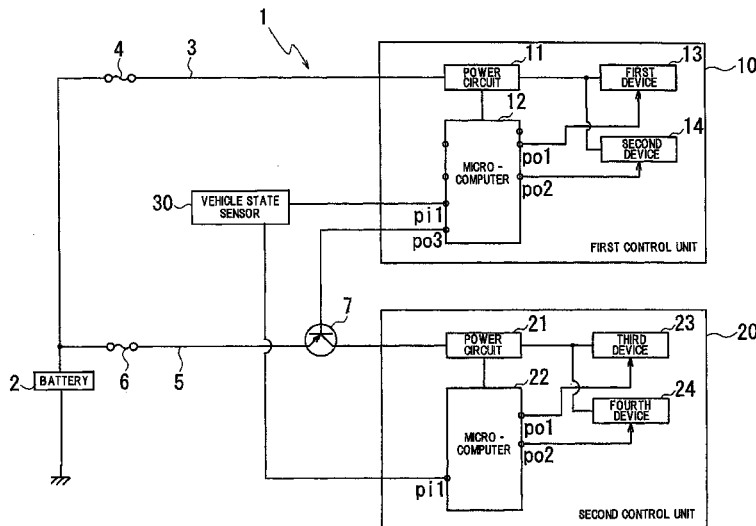 1
4
3
11
13
10
POWER
CIRCUIT
FIRST
DEVICE
12
14
MICRO -
COMPUTER
po1
SECOND
DEVICE
po2
30
VEHICLE STATE
SENSOR
pi1
po3
FIRST CONTROL UNIT
7
21
23
20
POWER
CIRCUIT
THIRD
DEVICE
2
BATTERY
6
5
22
24
MICRO -
COMPUTER
po1
FOURTH
DEVICE
po2
pi1
SECOND CONTROL UNIT